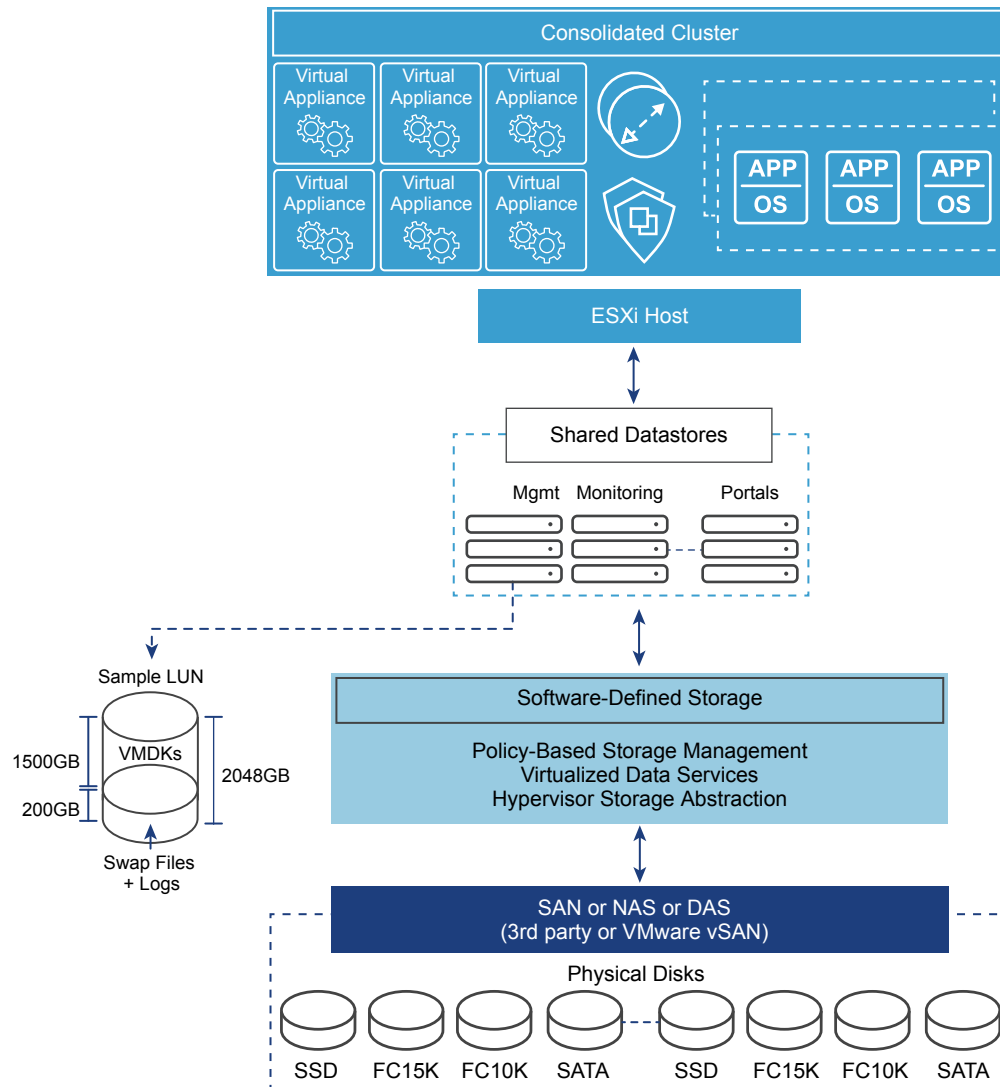 Consolidated Cluster
Virtual Appliance
Virtual Appliance
Virtual Appliance
Virtual Appliance
Virtual Appliance
Virtual Appliance
APP
OS
APP
OS
APP
OS
ESXi Host
Shared Datastores
Mgmt
Monitoring
Portals
Sample LUN
VMDKs
1500GB
200GB
2048GB
Swap Files
+ Logs
Software-Defined Storage
Policy-Based Storage Management
Virtualized Data Services
Hypervisor Storage Abstraction
SAN or NAS or DAS
(3rd party or VMware vSAN)
Physical Disks
SSD
FC15K
FC10K
SATA
SSD
FC15K
FC10K
SATA